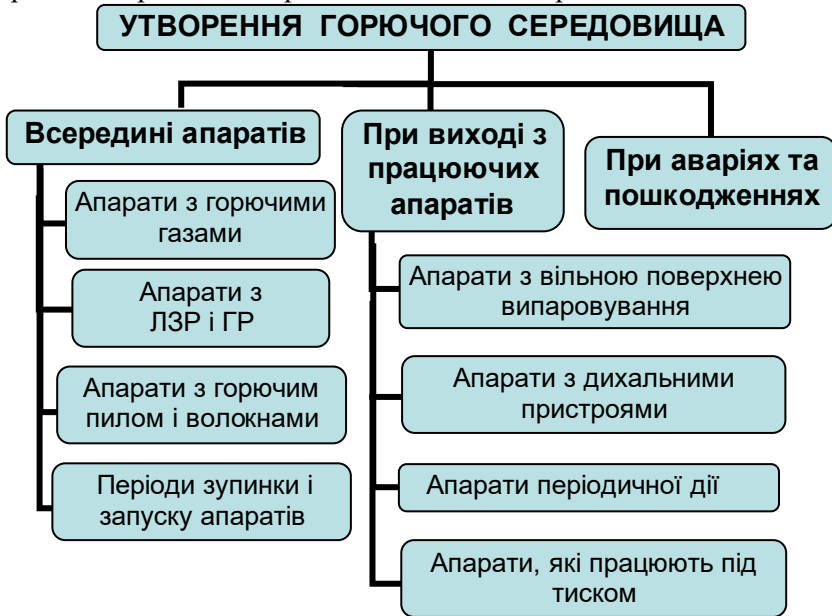 УТВОРЕННЯ ГОРЮЧОГО СЕРЕДОВИЩА
Всередині апаратів
Апарати з горючими
газами
Апарати з
ЛЗР і ГР
Апарати з горючим
пилом і волокнами
Періоди зупинки і
запуску апаратів
При виході з
працюючих
апаратів
Апарати з вільною поверхнею
випаровування
Апарати з дихальними
пристроями
Апарати періодичної дії
Апарати, які працюють під
тиском
При аваріях та
пошкодженнях